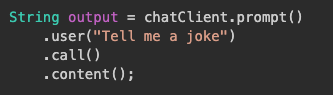 String output = chatClient.prompt()
    .user("Tell me a joke")
    .call()
    .content();